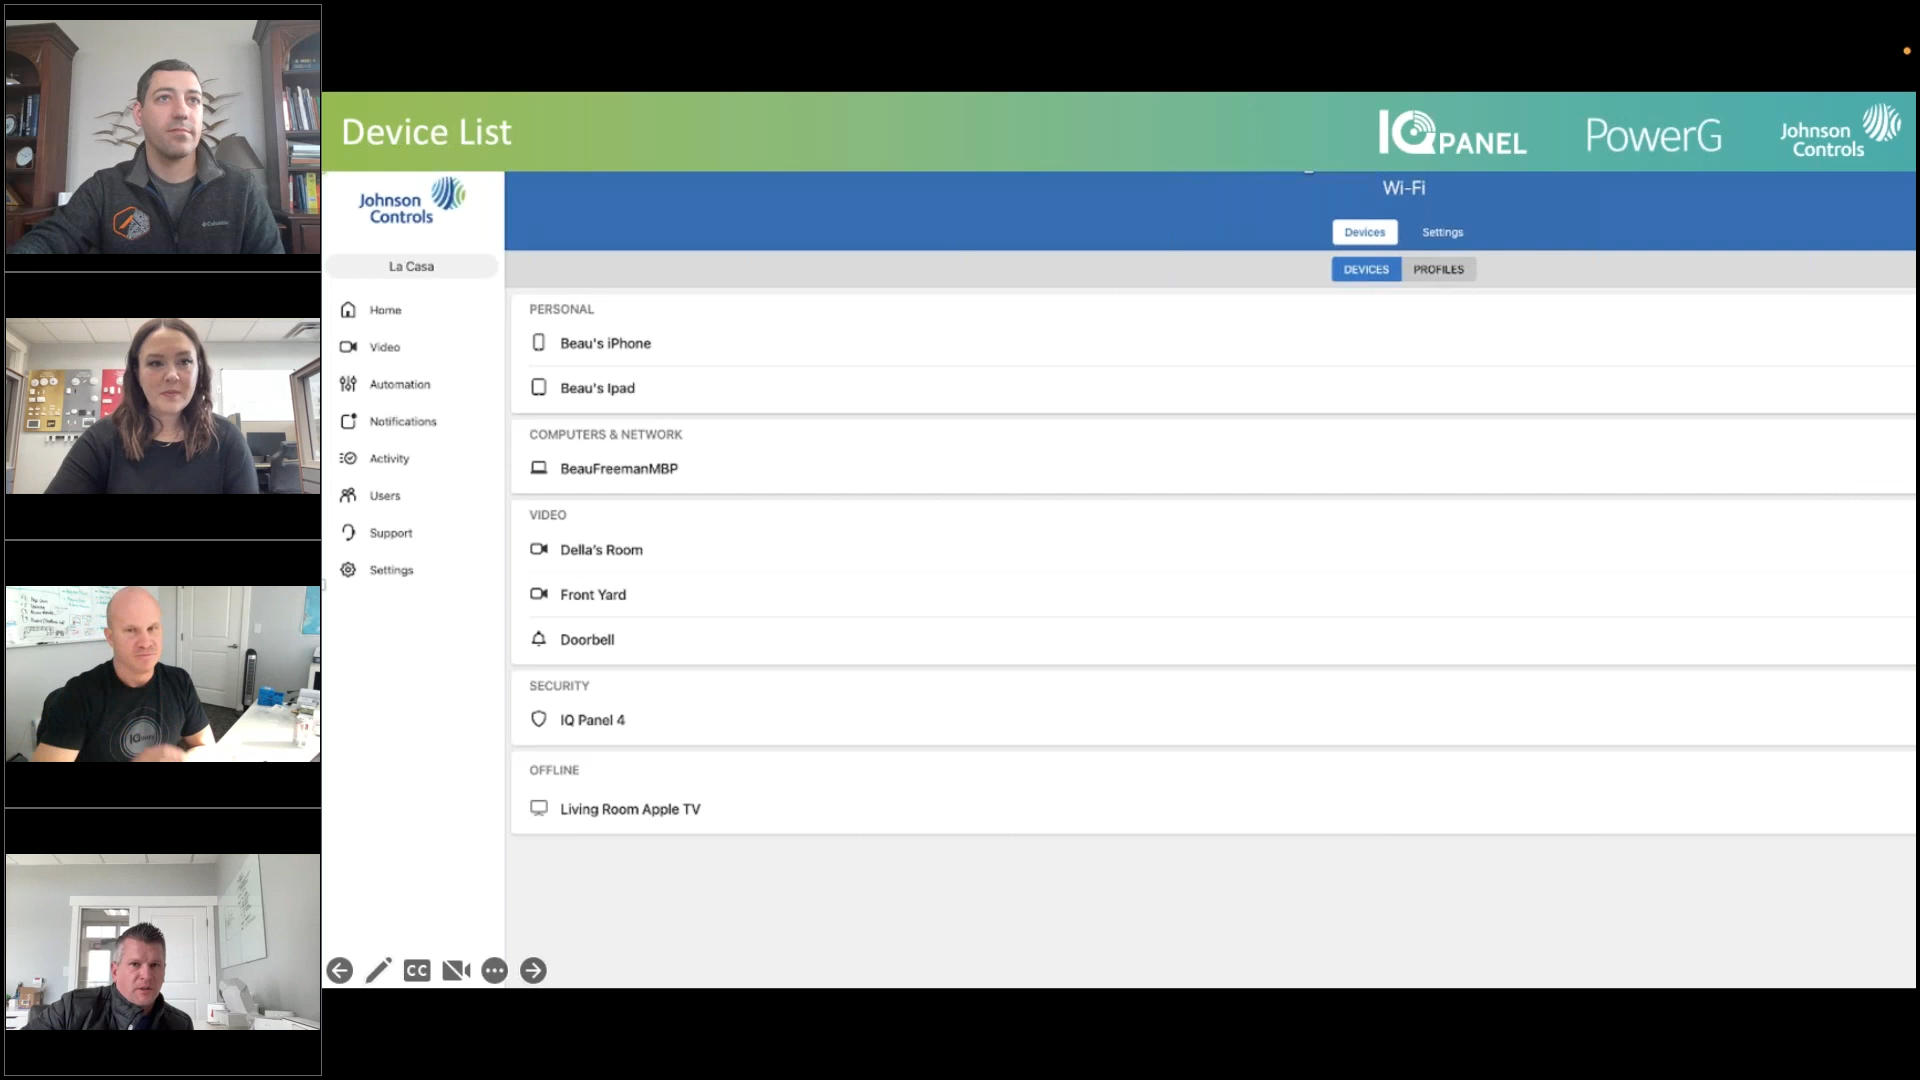 Device List
IQ PANEL
PowerG
Johnson
Controls
Johnson
Controls
La Casa
Home
Video
Automation
Notifications
Activity
Users
Support
Settings
Wi-Fi
Devices
Settings
DEVICES
PROFILES
PERSONAL
Beau's iPhone
Beau's Ipad
COMPUTERS & NETWORK
BeauFreemanMBP
VIDEO
Della's Room
Front Yard
Doorbell
SECURITY
IQ Panel 4
OFFLINE
Living Room Apple TV
CC
Columbia